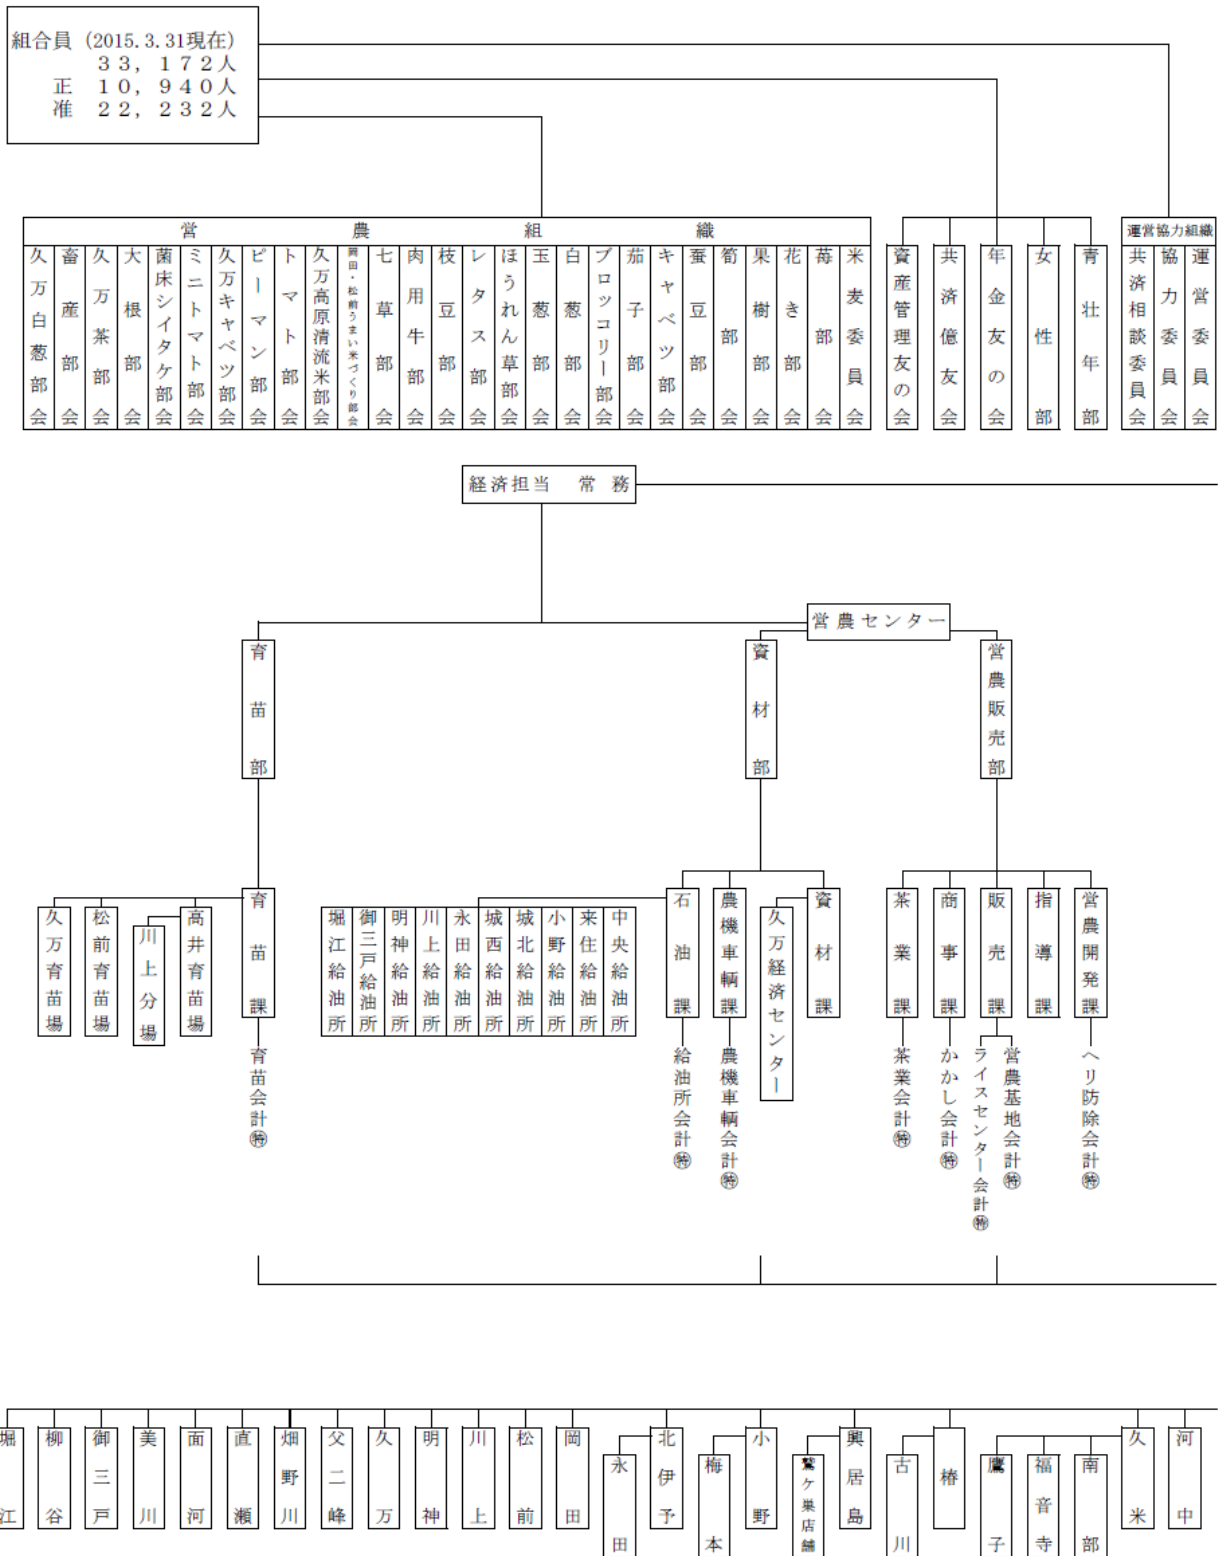 組合員 (2015.3.31現在)
３３，１７２人
正　１０，９４０人
准　２２，２３２人
営農組織
久万白葱部会
畜産部会
久万茶部会
大根部会
菌床シイタケ部会
ミニトマト部会
久万キャベツ部会
ピーマン部会
トマト部会
久万高原清流米部会
岡田・松前うまい米づくり部会
七草部会
肉用牛部会
枝豆部会
レタス部会
ほうれん草部会
玉葱部会
白葱部会
ブロッコリー部会
茄子部会
キャベツ部会
蚕豆部会
筍部会
果樹部会
花き部会
苺部会
米麦委員会
資産管理友の会
共済億友会
年金友の会
女性部
青壮年部
運営協力組織
共済相談委員会
協力委員会
運営委員会
経済担当　常務
営農センター
育苗部
資材部
営農販売部
久万育苗場
松前育苗場
川上分場
高井育苗場
育苗課
育苗会計㊕
堀江給油所
御三戸給油所
明神給油所
川上給油所
永田給油所
城西給油所
城北給油所
小野給油所
来住給油所
中央給油所
石油課
給油所会計㊕
農機車輌課
農機車輌会計㊕
久万経済センター
資材課
茶業課
茶業会計㊕
商事課
かかし会計㊕
販売課
ライスセンター会計㊕
営農基地会計㊕
指導課
営農開発課
ヘリ防除会計㊕
堀江
柳谷
御三戸
美川
面河
直瀬
畑野川
父二峰
久万
明神
川上
松前
岡田
永田
北伊予
梅本
小野
鷲ケ巣店舗
興居島
古川
椿
鷹子
福音寺
南部
久米
河中